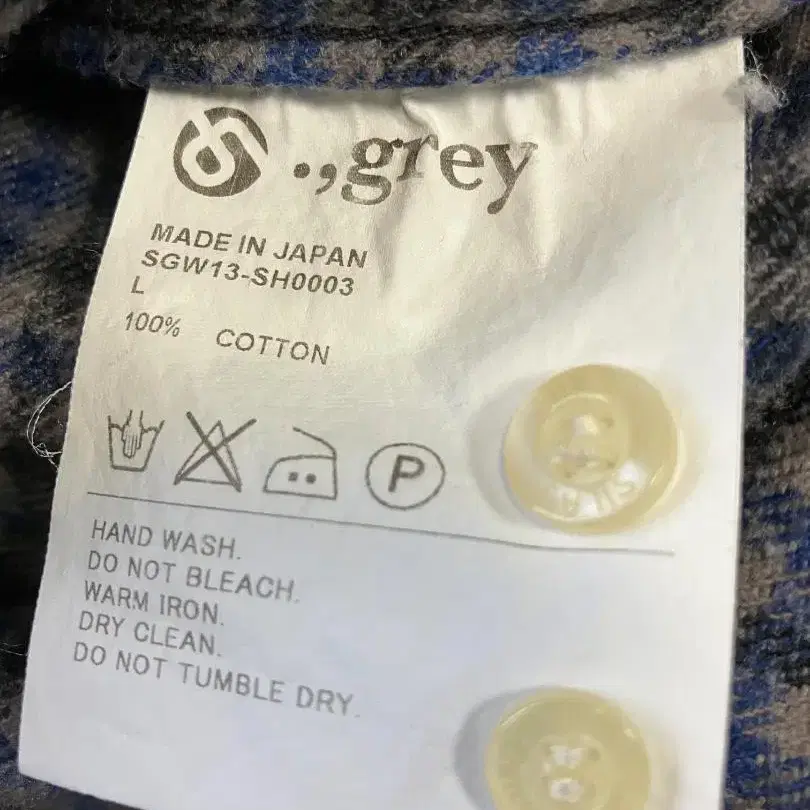 .,grey
MADE IN JAPAN
SGW13-SH0003
L
100% COTTON
P
HAND WASH.
DO NOT BLEACH.
WARM IRON.
DRY CLEAN.
DO NOT TUMBLE DRY.